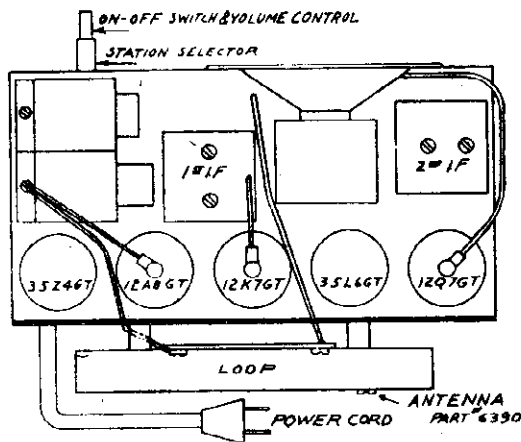 ON-OFF SWITCH & VOLUME CONTROL
STATION SELECTOR
1ST I.F
2ND I.F
35Z4GT
12A8GT
12K7GT
35L6GT
12Q7GT
LOOP
ANTENNA
PART #6390
POWER CORD